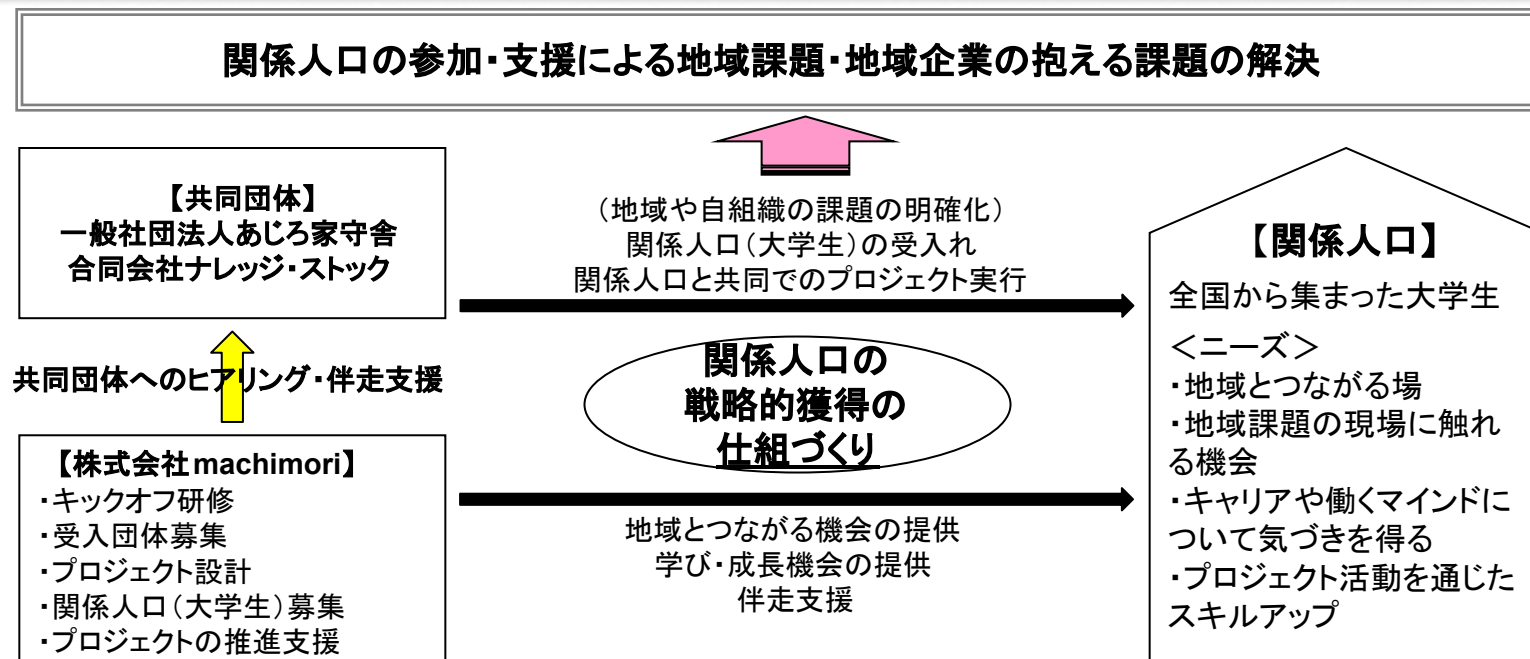 関係人口の参加・支援による地域課題・地域企業の抱える課題の解決
【共同団体】
一般社団法人あじろ家守舎
合同会社ナレッジ・ストック
共同団体へのヒアリング・伴走支援
【株式会社machimori】
・キックオフ研修
・受入団体募集
・プロジェクト設計
・関係人口（大学生）募集
・プロジェクトの推進支援
（地域や自組織の課題の明確化）
関係人口（大学生）の受入れ
関係人口と共同でのプロジェクト実行
関係人口の
戦略的獲得の
仕組づくり
地域とつながる機会の提供
学び・成長機会の提供
伴走支援
【関係人口】
全国から集まった大学生
＜ニーズ＞
・地域とつながる場
・地域課題の現場に触れ
る機会
・キャリアや働くマインドに
ついて気づきを得る
・プロジェクト活動を通じた
スキルアップ